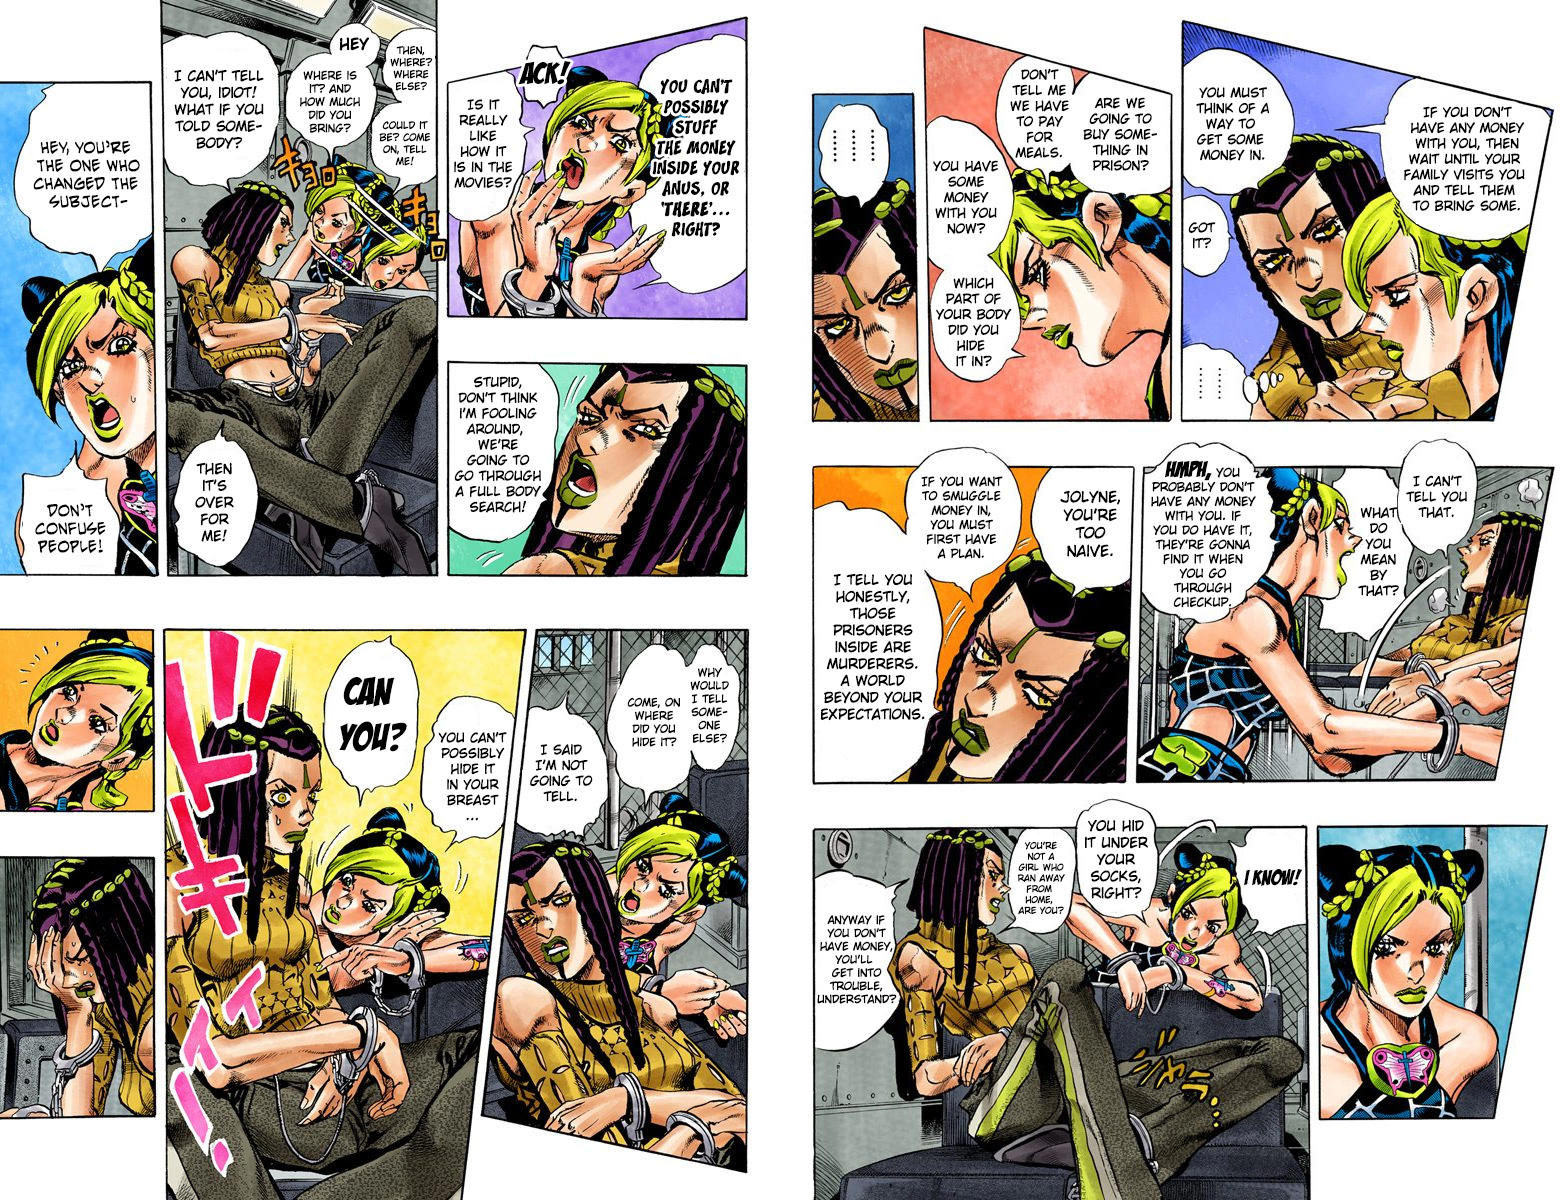 IF YOU DON'T
HAVE ANY MONEY
WITH YOU, THEN
WAIT UNTIL YOUR
FAMILY VISITS YOU
AND TELL THEM
TO BRING SOME.
YOU MUST
THINK OF A
WAY TO
GET SOME
MONEY IN.
GOT
IT?
......
......
ARE WE
GOING TO
BUY SOME-
THING IN
PRISON?
DON'T
TELL ME
WE HAVE
TO PAY
FOR
MEALS.
YOU HAVE
SOME
MONEY
WITH YOU
NOW?
WHICH
PART OF
YOUR BODY
DID YOU
HIDE
IT IN?
......
......
......
I CAN'T
TELL YOU
THAT.
WHAT
DO
YOU
MEAN
BY
THAT?
HMPH, YOU
PROBABLY DON'T
HAVE ANY MONEY
WITH YOU. IF
YOU DO HAVE IT,
THEY'RE GONNA
FIND IT WHEN
YOU GO
THROUGH
CHECKUP.
JOLYNE,
YOU'RE
TOO
NAIVE.
IF YOU WANT
TO SMUGGLE
MONEY IN,
YOU MUST
FIRST HAVE
A PLAN.
I TELL YOU
HONESTLY,
THOSE
PRISONERS
INSIDE ARE
MURDERERS.
A WORLD
BEYOND YOUR
EXPECTATIONS.
I KNOW!
YOU HID
IT UNDER
YOUR
SOCKS,
RIGHT?
YOU'RE
NOT A
GIRL WHO
RAN AWAY
FROM
HOME,
ARE YOU?
ANYWAY IF
YOU DON'T
HAVE MONEY,
YOU'LL
GET INTO
TROUBLE,
UNDERSTAND?
YOU CAN'T
POSSIBLY
STUFF
THE MONEY
INSIDE YOUR
ANUS, OR
'THERE'...
RIGHT?
ACK!
IS IT
REALLY
LIKE
HOW IT
IS IN THE
MOVIES?
THEN,
WHERE?
WHERE
ELSE?
COULD IT
BE? COME
ON, TELL
ME!
HEY
WHERE IS
IT? AND
HOW MUCH
DID YOU
BRING?
キョロ
キョロ
I CAN'T TELL
YOU, IDIOT!
WHAT IF YOU
TOLD SOME-
BODY?
THEN
IT'S
OVER
FOR
ME!
STUPID,
DON'T THINK
I'M FOOLING
AROUND,
WE'RE
GOING TO
GO THROUGH
A FULL BODY
SEARCH!
HEY, YOU'RE
THE ONE WHO
CHANGED THE
SUBJECT-
DON'T
CONFUSE
PEOPLE!
WHY
WOULD
I TELL
SOME-
ONE
ELSE?
COME, ON
WHERE
DID YOU
HIDE IT?
I SAID
I'M NOT
GOING TO
TELL.
YOU CAN'T
POSSIBLY
HIDE IT
IN YOUR
BREAST
...
CAN
YOU?
ドキィィィ!